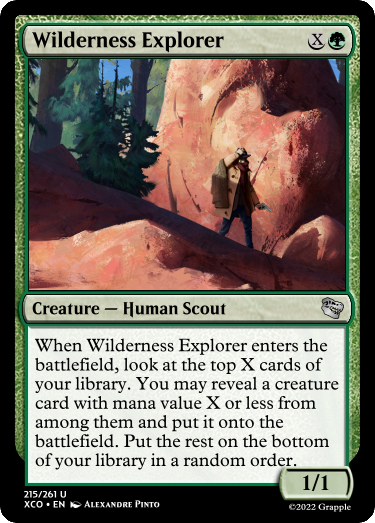 Wilderness Explorer X
Creature — Human Scout
When Wilderness Explorer enters the
battlefield, look at the top X cards of
your library. You may reveal a creature
card with mana value X or less from
among them and put it onto the
battlefield. Put the rest on the bottom
of your library in a random order.
1/1
215/261 U
XCO • EN Alexandre Pinto
©2022 Grapple